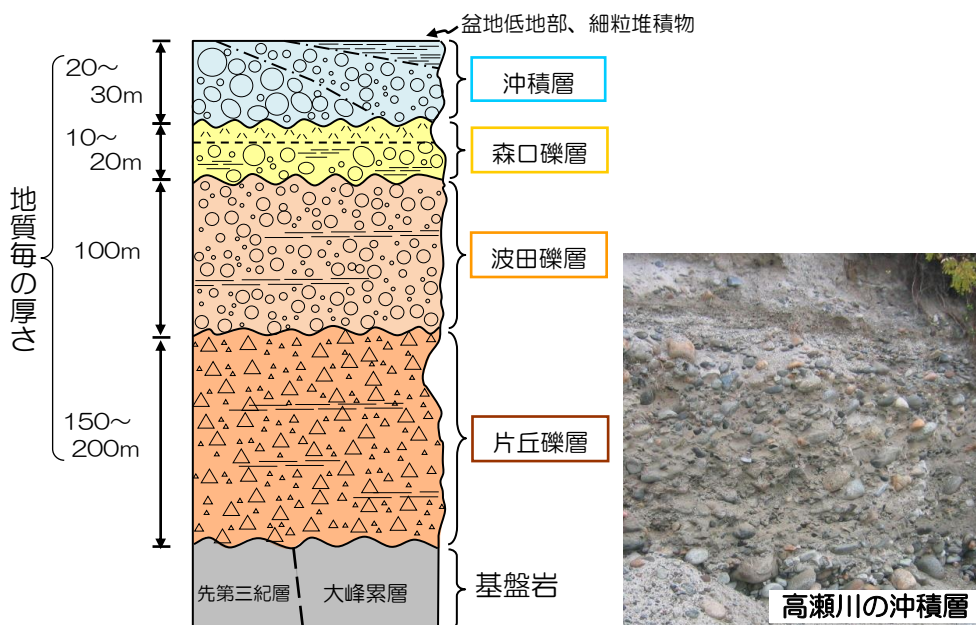 盆地低地部、細粒堆積物
地質毎の厚さ
20～
30m
沖積層
10～
20m
森口礫層
100m
波田礫層
150～
200m
片丘礫層
先第三紀層
大峰累層
基盤岩
高瀬川の沖積層